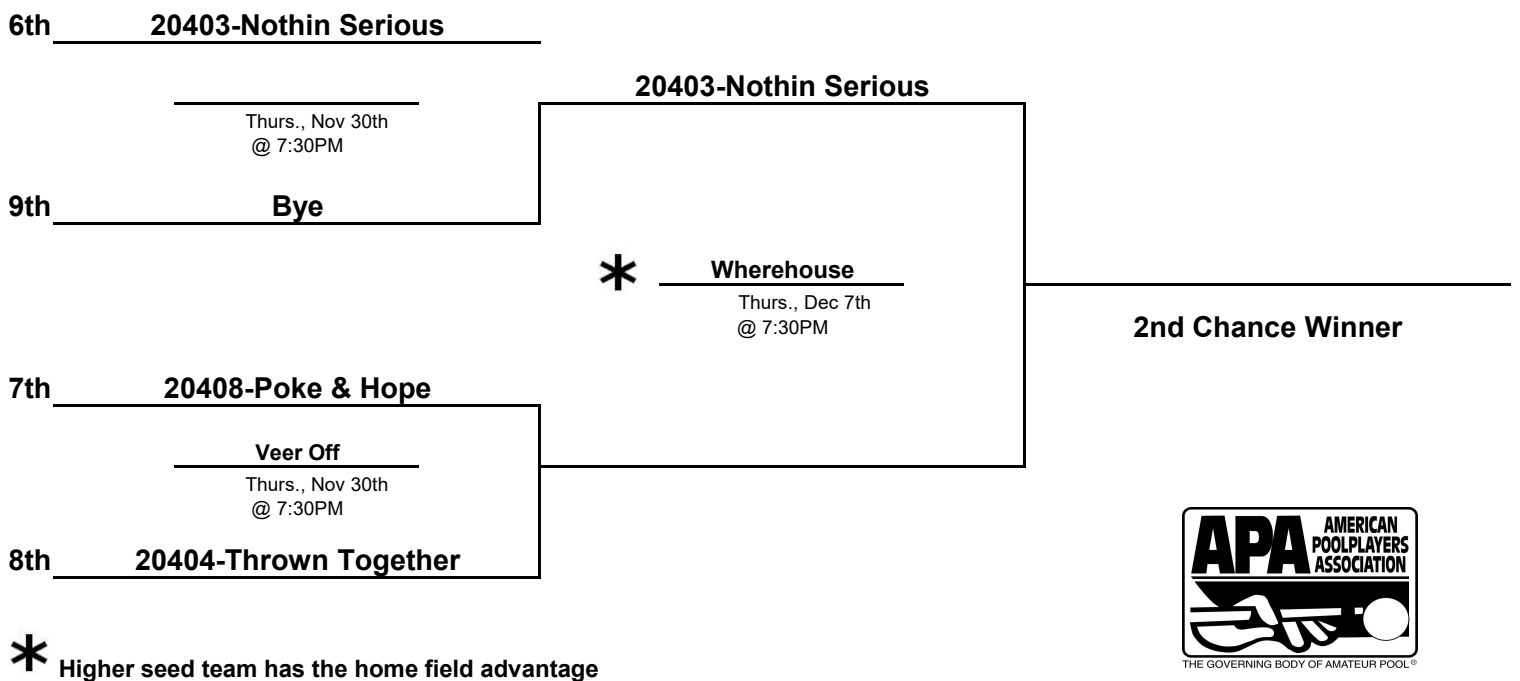 6th 20403-Nothin Serious
20403-Nothin Serious
Thurs., Nov 30th
@ 7:30PM
9th Bye
* Wherehouse
Thurs., Dec 7th
@ 7:30PM
2nd Chance Winner
7th 20408-Poke & Hope
Veer Off
Thurs., Nov 30th
@ 7:30PM
8th 20404-Thrown Together
APA AMERICAN
POOLPLAYERS
ASSOCIATION
THE GOVERNING BODY OF AMATEUR POOL®
* Higher seed team has the home field advantage